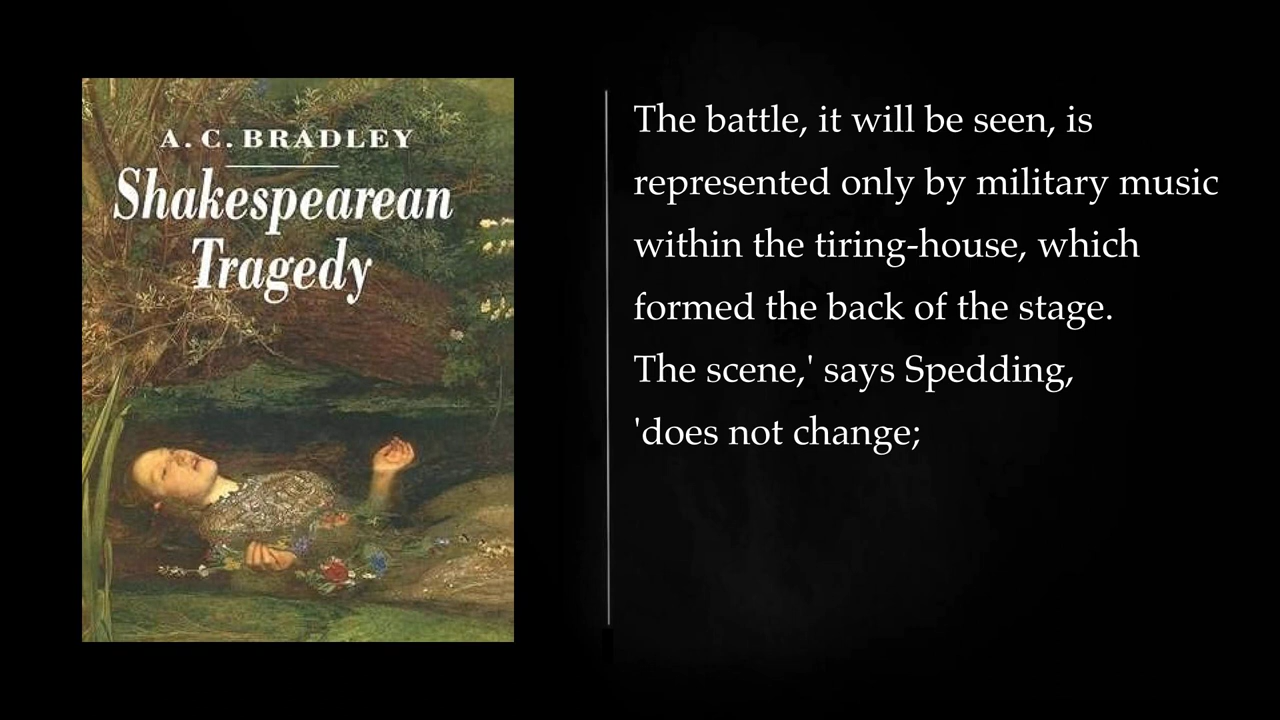 A. C. BRADLEY
Shakespearean
Tragedy
The battle, it will be seen, is
represented only by military music
within the tiring-house, which
formed the back of the stage.
The scene,' says Spedding,
'does not change;